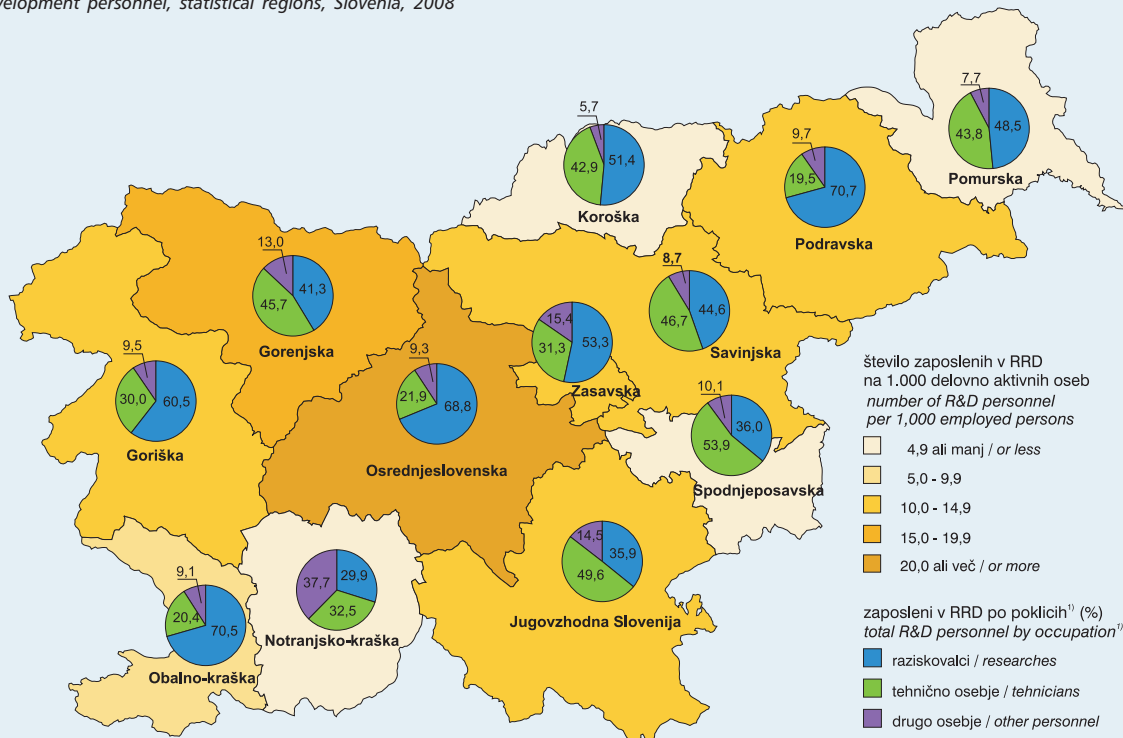 velopment personnel, statistical regions, Slovenia, 2008
7,7
43,8
48,5
Pomurska
5,7
42,9
51,4
Koroška
9,7
19,5
70,7
Podravska
13,0
45,7
41,3
Gorenjska
8,7
46,7
44,6
Savinjska
15,4
31,3
53,3
Zasavska
9,5
30,0
60,5
Goriška
9,3
21,9
68,8
Osrednjeslovenska
10,1
53,9
36,0
Spodnjeposavska
14,5
35,9
49,6
Jugovzhodna Slovenija
37,7
29,9
32,5
Notranjsko-kraška
9,1
20,4
70,5
Obalno-kraška
število zaposlenih v RRD
na 1.000 delovno aktivnih oseb
number of R&D personnel
per 1,000 employed persons
4,9 ali manj / or less
5,0 - 9,9
10,0 - 14,9
15,0 - 19,9
20,0 ali več / or more
zaposleni v RRD po poklicih¹⁾ (%)
total R&D personnel by occupation¹⁾
raziskovalci / researches
tehnično osebje / tehnicians
drugo osebje / other personnel